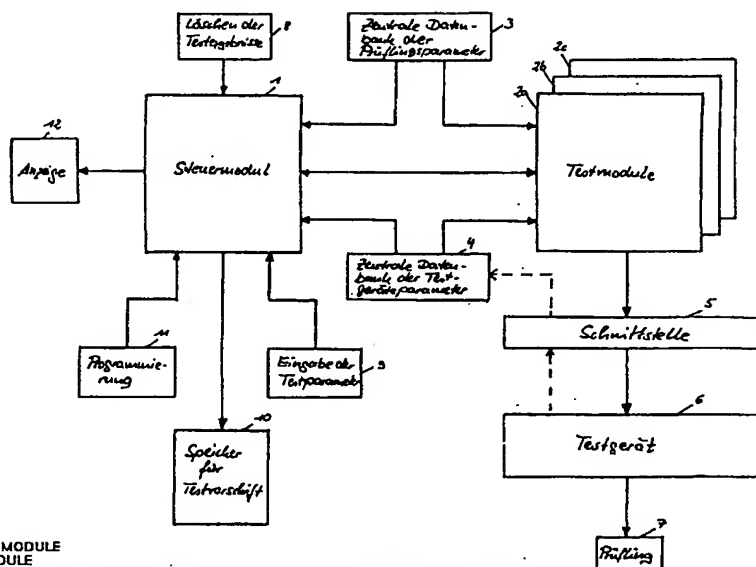 Löschen der
Testergebnisse
8
Zentrale Daten-
bank der
Prüflingsparameter
3
2c
2b
2a
1
12
Anzeige
Steuermodul
Testmodule
4
Zentrale Daten-
bank der Test-
geräteparameter
5
Schnittstelle
11
Programmie-
rung
Eingabe der
Testparameter
9
6
Testgerät
10
Speicher
für
Testvorschrift
7
Prüfling
MODULE
DULE